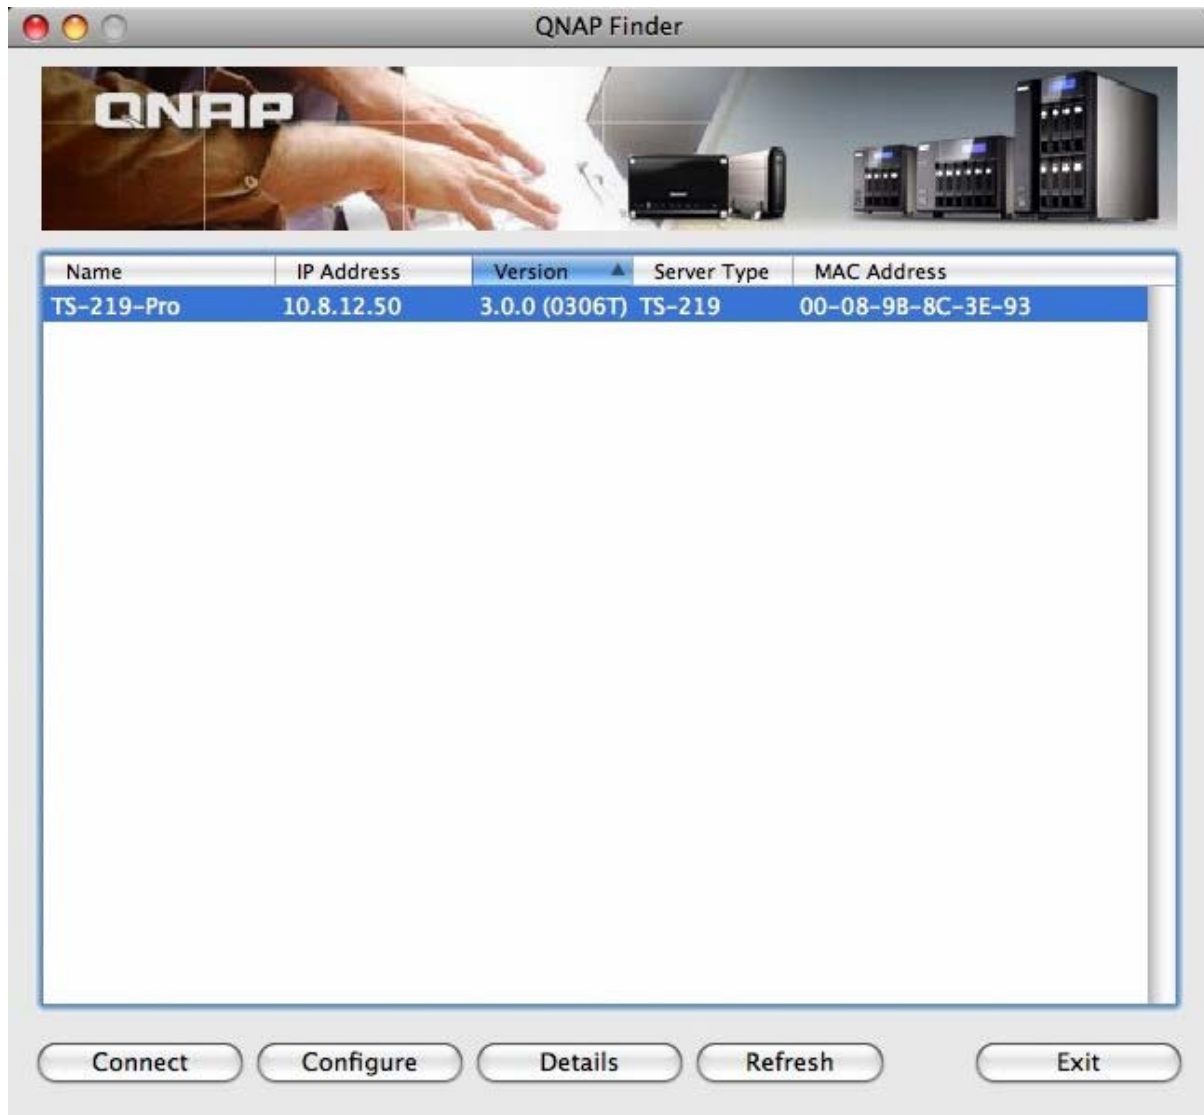 QNAP Finder
QNAP
Name IP Address Version Server Type MAC Address
TS-219-Pro 10.8.12.50 3.0.0 (0306T) TS-219 00-08-9B-8C-3E-93
Connect Configure Details Refresh Exit